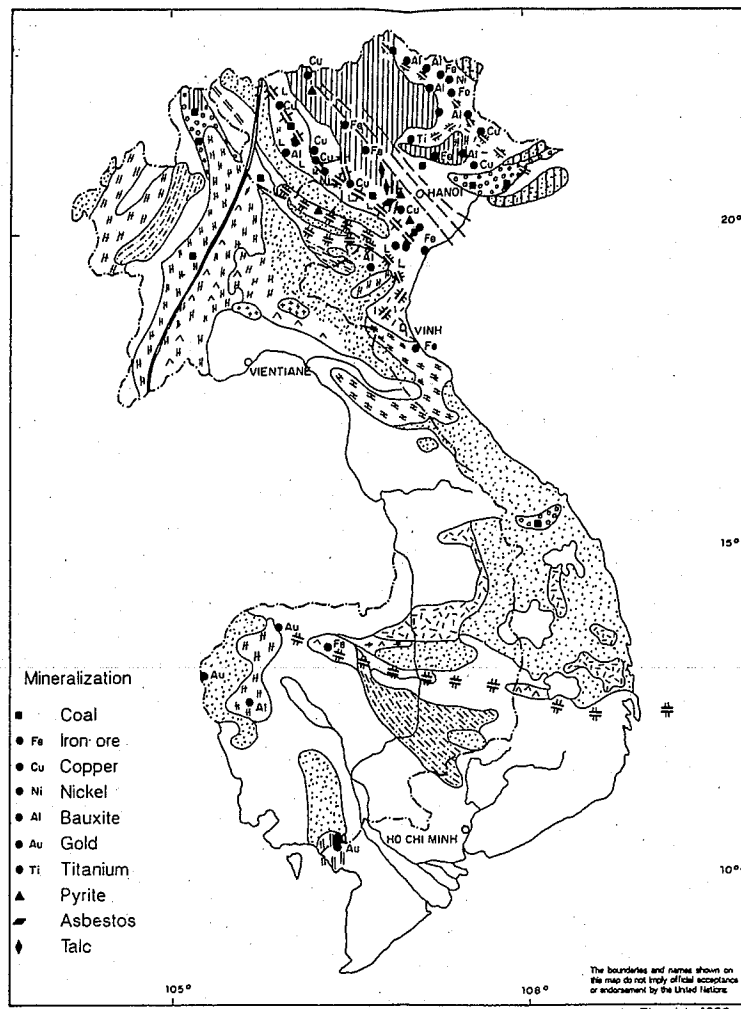 Cu
Al
Al
Fe
Ni
Al
Fe
L
Cu
Al
Fe
Cu
Ti
L
Al
Cu
Cu
Fe
Fe
Al
Cu
Ni
Cu
L
HANOI
20°
L
Fe
Cu
L
Fe
Al
L
VINH
Fe
VIENTIANE
15°
Au
Fe
Au
Al
Mineralization
Coal
Fe Iron ore
Cu Copper
Ni Nickel
Al Bauxite
Au Gold
Ti Titanium
Pyrite
Asbestos
Talc
HO CHI MINH
Au
10°
105°
108°
The boundaries and names shown on
this map do not imply official acceptance
or endorsement by the United Nations